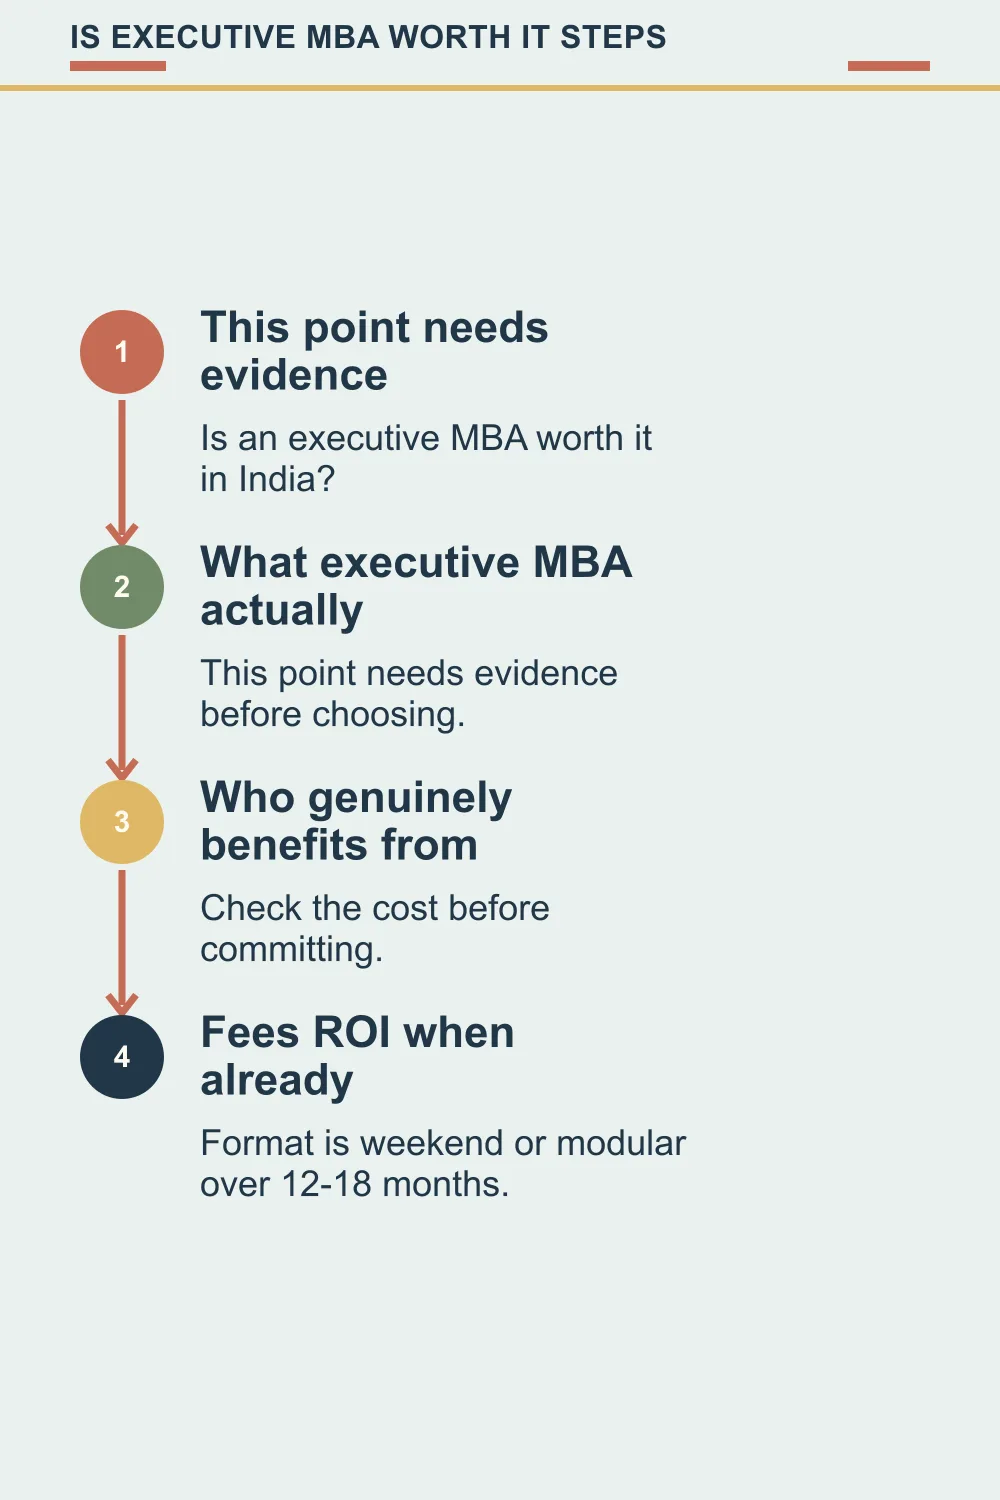 IS EXECUTIVE MBA WORTH IT STEPS
1
This point needs
evidence
Is an executive MBA worth it
in India?
2
What executive MBA
actually
This point needs evidence
before choosing.
3
Who genuinely
benefits from
Check the cost before
committing.
4
Fees ROI when
already
Format is weekend or modular
over 12-18 months.